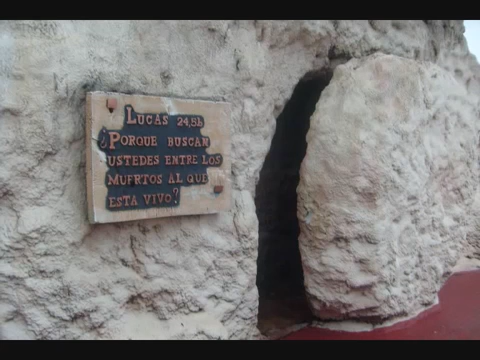 LUCAS 24,5b
¿PORQUE BUSCAN
USTEDES ENTRE LOS
MUERTOS AL QUE
ESTA VIVO?